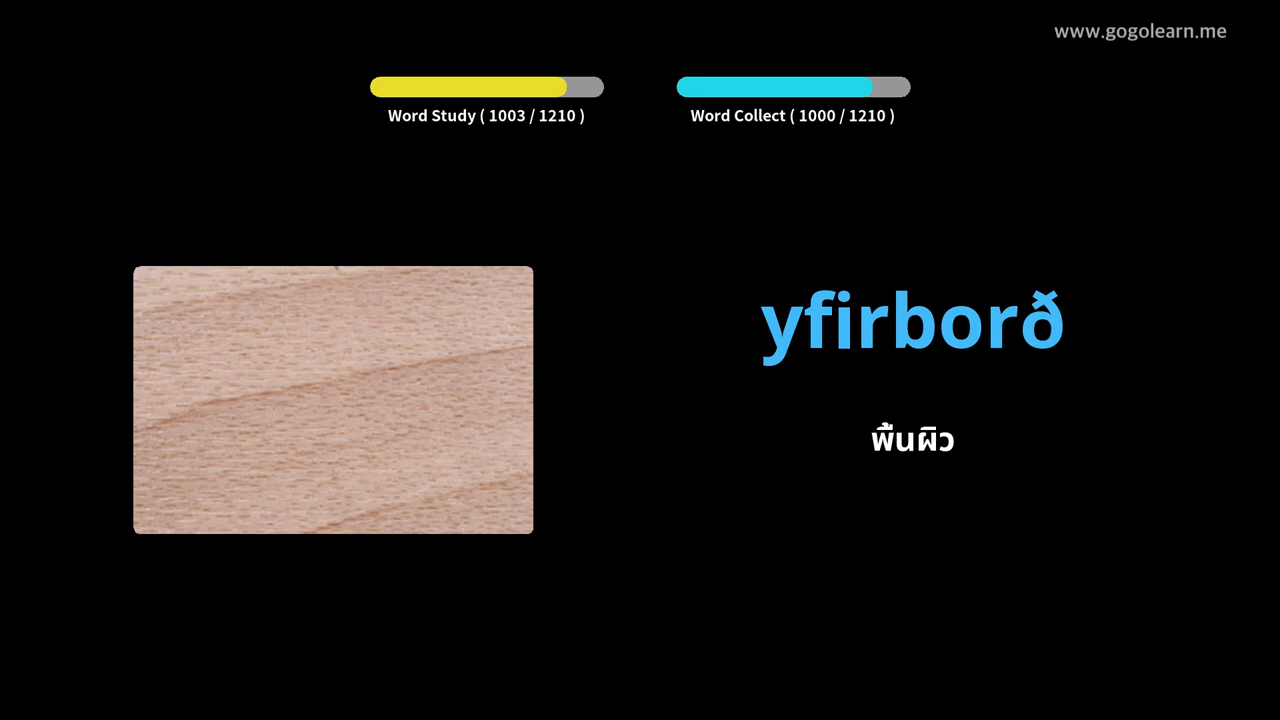 www.gogolearn.me
Word Study ( 1003 / 1210 )
Word Collect ( 1000 / 1210 )
yfirborð
พื้นผิว